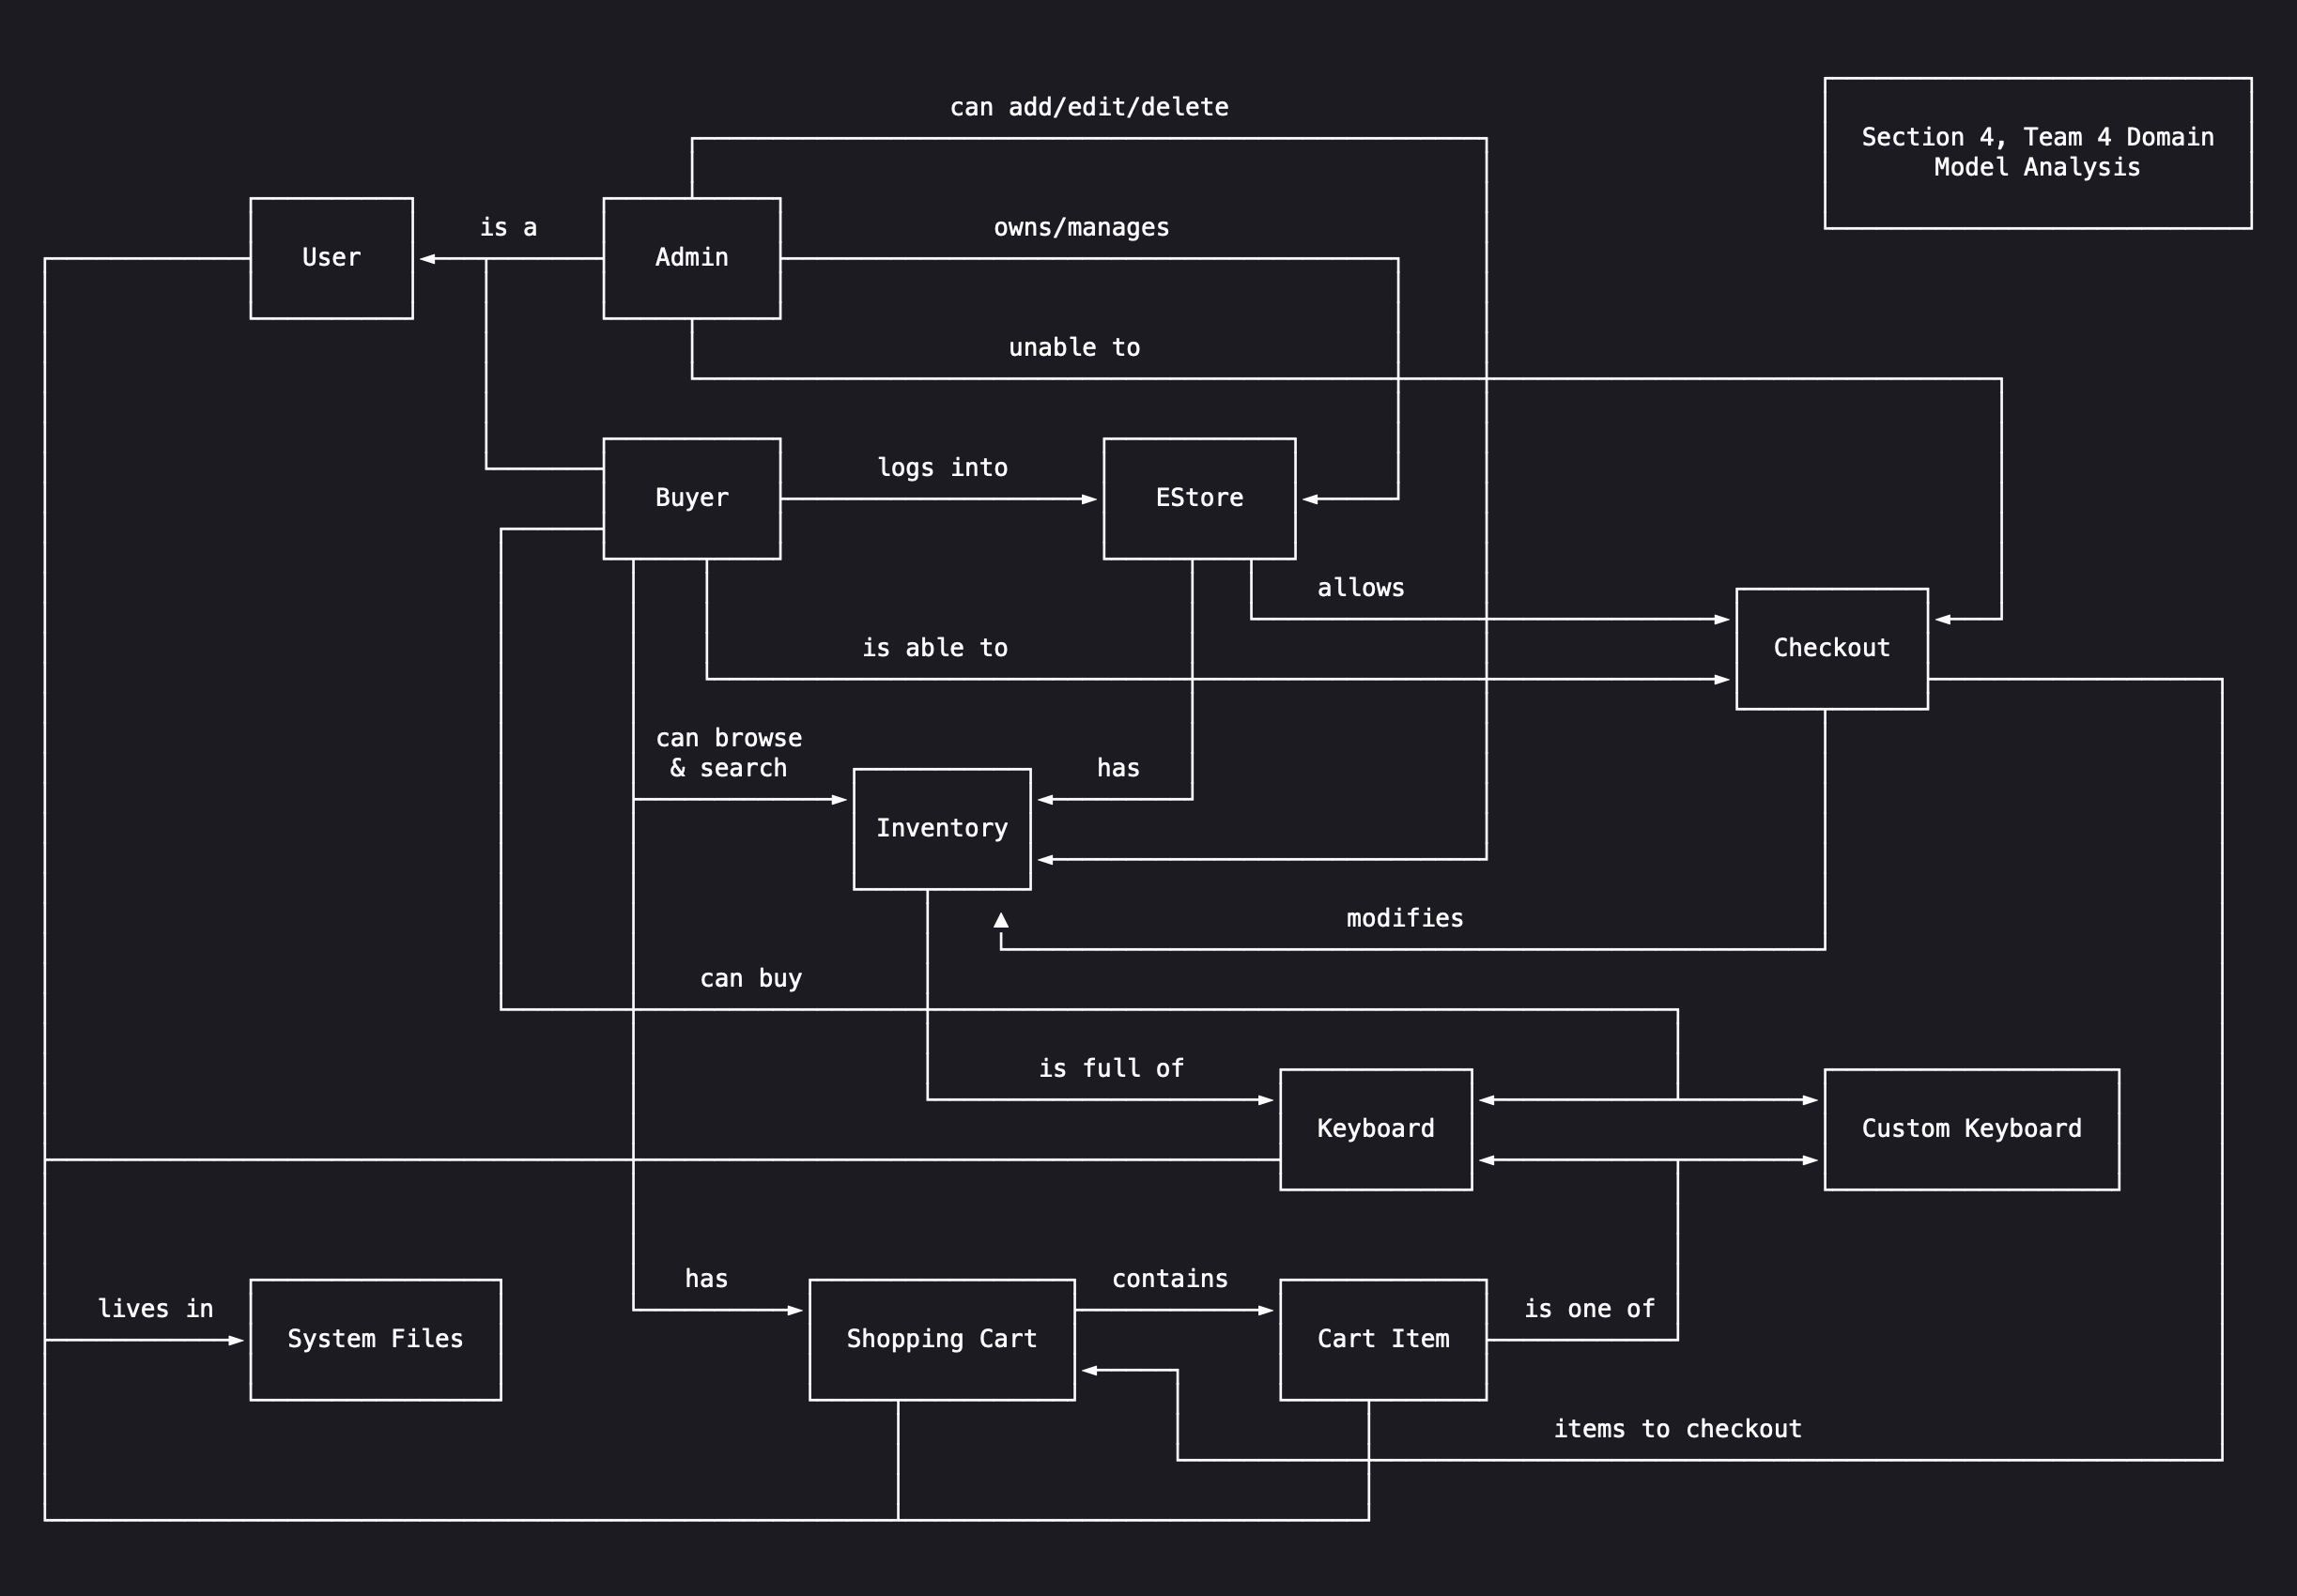 can add/edit/delete
Section 4, Team 4 Domain
Model Analysis
is a
owns/manages
User
Admin
unable to
logs into
Buyer
EStore
allows
is able to
Checkout
can browse
& search
has
Inventory
modifies
can buy
is full of
Keyboard
Custom Keyboard
has
contains
lives in
is one of
System Files
Shopping Cart
Cart Item
items to checkout